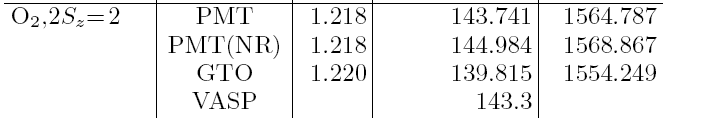 O₂,2S_z=2 PMT 1.218 143.741 1564.787
PMT(NR) 1.218 144.984 1568.867
GTO 1.220 139.815 1554.249
VASP 143.3